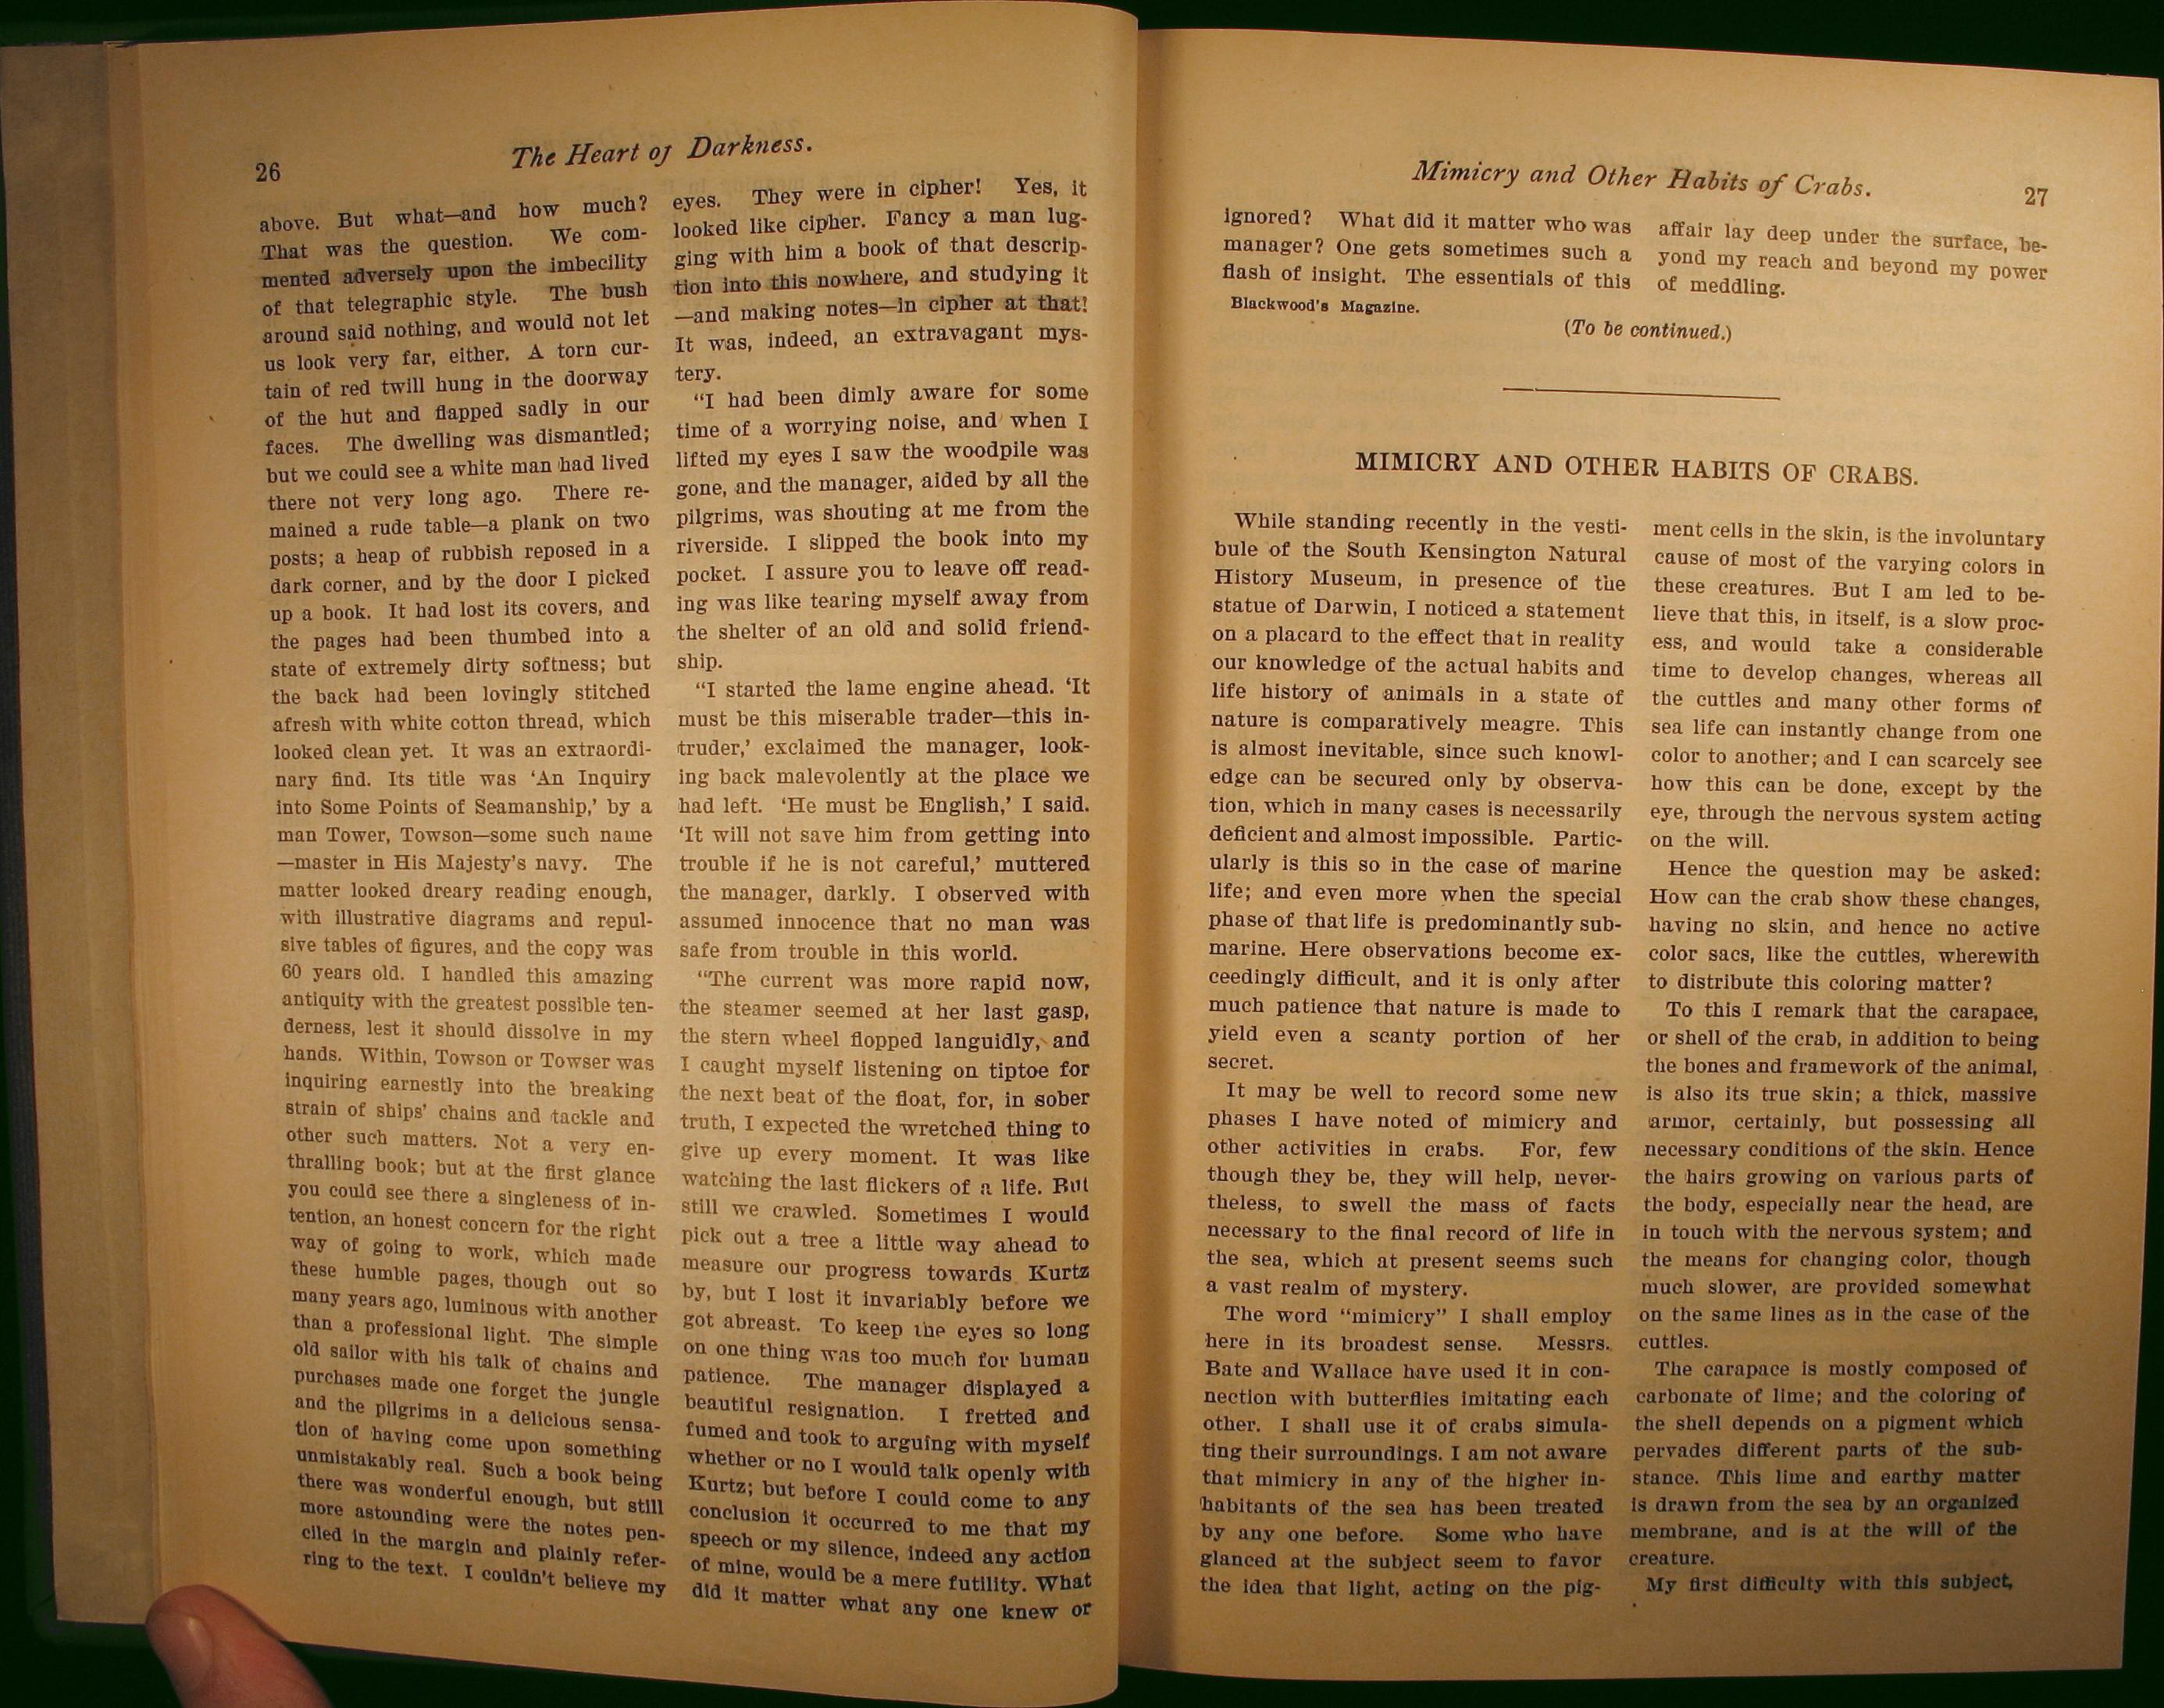 26
The Heart of Darkness.
above. But what—and how much?
That was the question. We com-
mented adversely upon the imbecility
of that telegraphic style. The bush
around said nothing, and would not let
us look very far, either. A torn cur-
tain of red twill hung in the doorway
of the hut and flapped sadly in our
faces. The dwelling was dismantled;
but we could see a white man had lived
there not very long ago. There re-
mained a rude table—a plank on two
posts; a heap of rubbish reposed in a
dark corner, and by the door I picked
up a book. It had lost its covers, and
the pages had been thumbed into a
state of extremely dirty softness; but
the back had been lovingly stitched
afresh with white cotton thread, which
looked clean yet. It was an extraordi-
nary find. Its title was ‘An Inquiry
into Some Points of Seamanship,’ by a
man Tower, Towson—some such name
—master in His Majesty's navy. The
matter looked dreary reading enough,
with illustrative diagrams and repul-
sive tables of figures, and the copy was
60 years old. I handled this amazing
antiquity with the greatest possible ten-
derness, lest it should dissolve in my
hands. Within, Towson or Towser was
inquiring earnestly into the breaking
strain of ships' chains and tackle and
other such matters. Not a very en-
thralling book; but at the first glance
you could see there a singleness of in-
tention, an honest concern for the right
way of going to work, which made
these humble pages, though out so
many years ago, luminous with another
than a professional light. The simple
old sailor with his talk of chains and
purchases made one forget the jungle
and the pilgrims in a delicious sensa-
tion of having come upon something
unmistakably real. Such a book being
there was wonderful enough, but still
more astounding were the notes pen-
ciled in the margin and plainly refer-
ring to the text. I couldn't believe my
eyes. They were in cipher! Yes, it
looked like cipher. Fancy a man lug-
ging with him a book of that descrip-
tion into this nowhere, and studying it
—and making notes—in cipher at that!
It was, indeed, an extravagant mys-
tery.
“I had been dimly aware for some
time of a worrying noise, and when I
lifted my eyes I saw the woodpile was
gone, and the manager, aided by all the
pilgrims, was shouting at me from the
riverside. I slipped the book into my
pocket. I assure you to leave off read-
ing was like tearing myself away from
the shelter of an old and solid friend-
ship.
“I started the lame engine ahead. ‘It
must be this miserable trader—this in-
truder,’ exclaimed the manager, look-
ing back malevolently at the place we
had left. ‘He must be English,’ I said.
‘It will not save him from getting into
trouble if he is not careful,’ muttered
the manager, darkly. I observed with
assumed innocence that no man was
safe from trouble in this world.
“The current was more rapid now,
the steamer seemed at her last gasp,
the stern wheel flopped languidly, and
I caught myself listening on tiptoe for
the next beat of the float, for, in sober
truth, I expected the wretched thing to
give up every moment. It was like
watching the last flickers of a life. But
still we crawled. Sometimes I would
pick out a tree a little way ahead to
measure our progress towards Kurtz
by, but I lost it invariably before we
got abreast. To keep the eyes so long
on one thing was too much for human
patience. The manager displayed a
beautiful resignation. I fretted and
fumed and took to arguing with myself
whether or no I would talk openly with
Kurtz; but before I could come to any
conclusion it occurred to me that my
speech or my silence, indeed any action
of mine, would be a mere futility. What
did it matter what any one knew or
Mimicry and Other Habits of Crabs.
27
ignored? What did it matter who was
manager? One gets sometimes such a
flash of insight. The essentials of this
affair lay deep under the surface, be-
yond my reach and beyond my power
of meddling.
Blackwood's Magazine.
(To be continued.)
MIMICRY AND OTHER HABITS OF CRABS.
While standing recently in the vesti-
bule of the South Kensington Natural
History Museum, in presence of the
statue of Darwin, I noticed a statement
on a placard to the effect that in reality
our knowledge of the actual habits and
life history of animals in a state of
nature is comparatively meagre. This
is almost inevitable, since such knowl-
edge can be secured only by observa-
tion, which in many cases is necessarily
deficient and almost impossible. Partic-
ularly is this so in the case of marine
life; and even more when the special
phase of that life is predominantly sub-
marine. Here observations become ex-
ceedingly difficult, and it is only after
much patience that nature is made to
yield even a scanty portion of her
secret.
It may be well to record some new
phases I have noted of mimicry and
other activities in crabs. For, few
though they be, they will help, never-
theless, to swell the mass of facts
necessary to the final record of life in
the sea, which at present seems such
a vast realm of mystery.
The word “mimicry” I shall employ
here in its broadest sense. Messrs.
Bate and Wallace have used it in con-
nection with butterflies imitating each
other. I shall use it of crabs simula-
ting their surroundings. I am not aware
that mimicry in any of the higher in-
habitants of the sea has been treated
by any one before. Some who have
glanced at the subject seem to favor
the idea that light, acting on the pig-
ment cells in the skin, is the involuntary
cause of most of the varying colors in
these creatures. But I am led to be-
lieve that this, in itself, is a slow proc-
ess, and would take a considerable
time to develop changes, whereas all
the cuttles and many other forms of
sea life can instantly change from one
color to another; and I can scarcely see
how this can be done, except by the
eye, through the nervous system acting
on the will.
Hence the question may be asked:
How can the crab show these changes,
having no skin, and hence no active
color sacs, like the cuttles, wherewith
to distribute this coloring matter?
To this I remark that the carapace,
or shell of the crab, in addition to being
the bones and framework of the animal,
is also its true skin; a thick, massive
armor, certainly, but possessing all
necessary conditions of the skin. Hence
the hairs growing on various parts of
the body, especially near the head, are
in touch with the nervous system; and
the means for changing color, though
much slower, are provided somewhat
on the same lines as in the case of the
cuttles.
The carapace is mostly composed of
carbonate of lime; and the coloring of
the shell depends on a pigment which
pervades different parts of the sub-
stance. This lime and earthy matter
is drawn from the sea by an organized
membrane, and is at the will of the
creature.
My first difficulty with this subject,